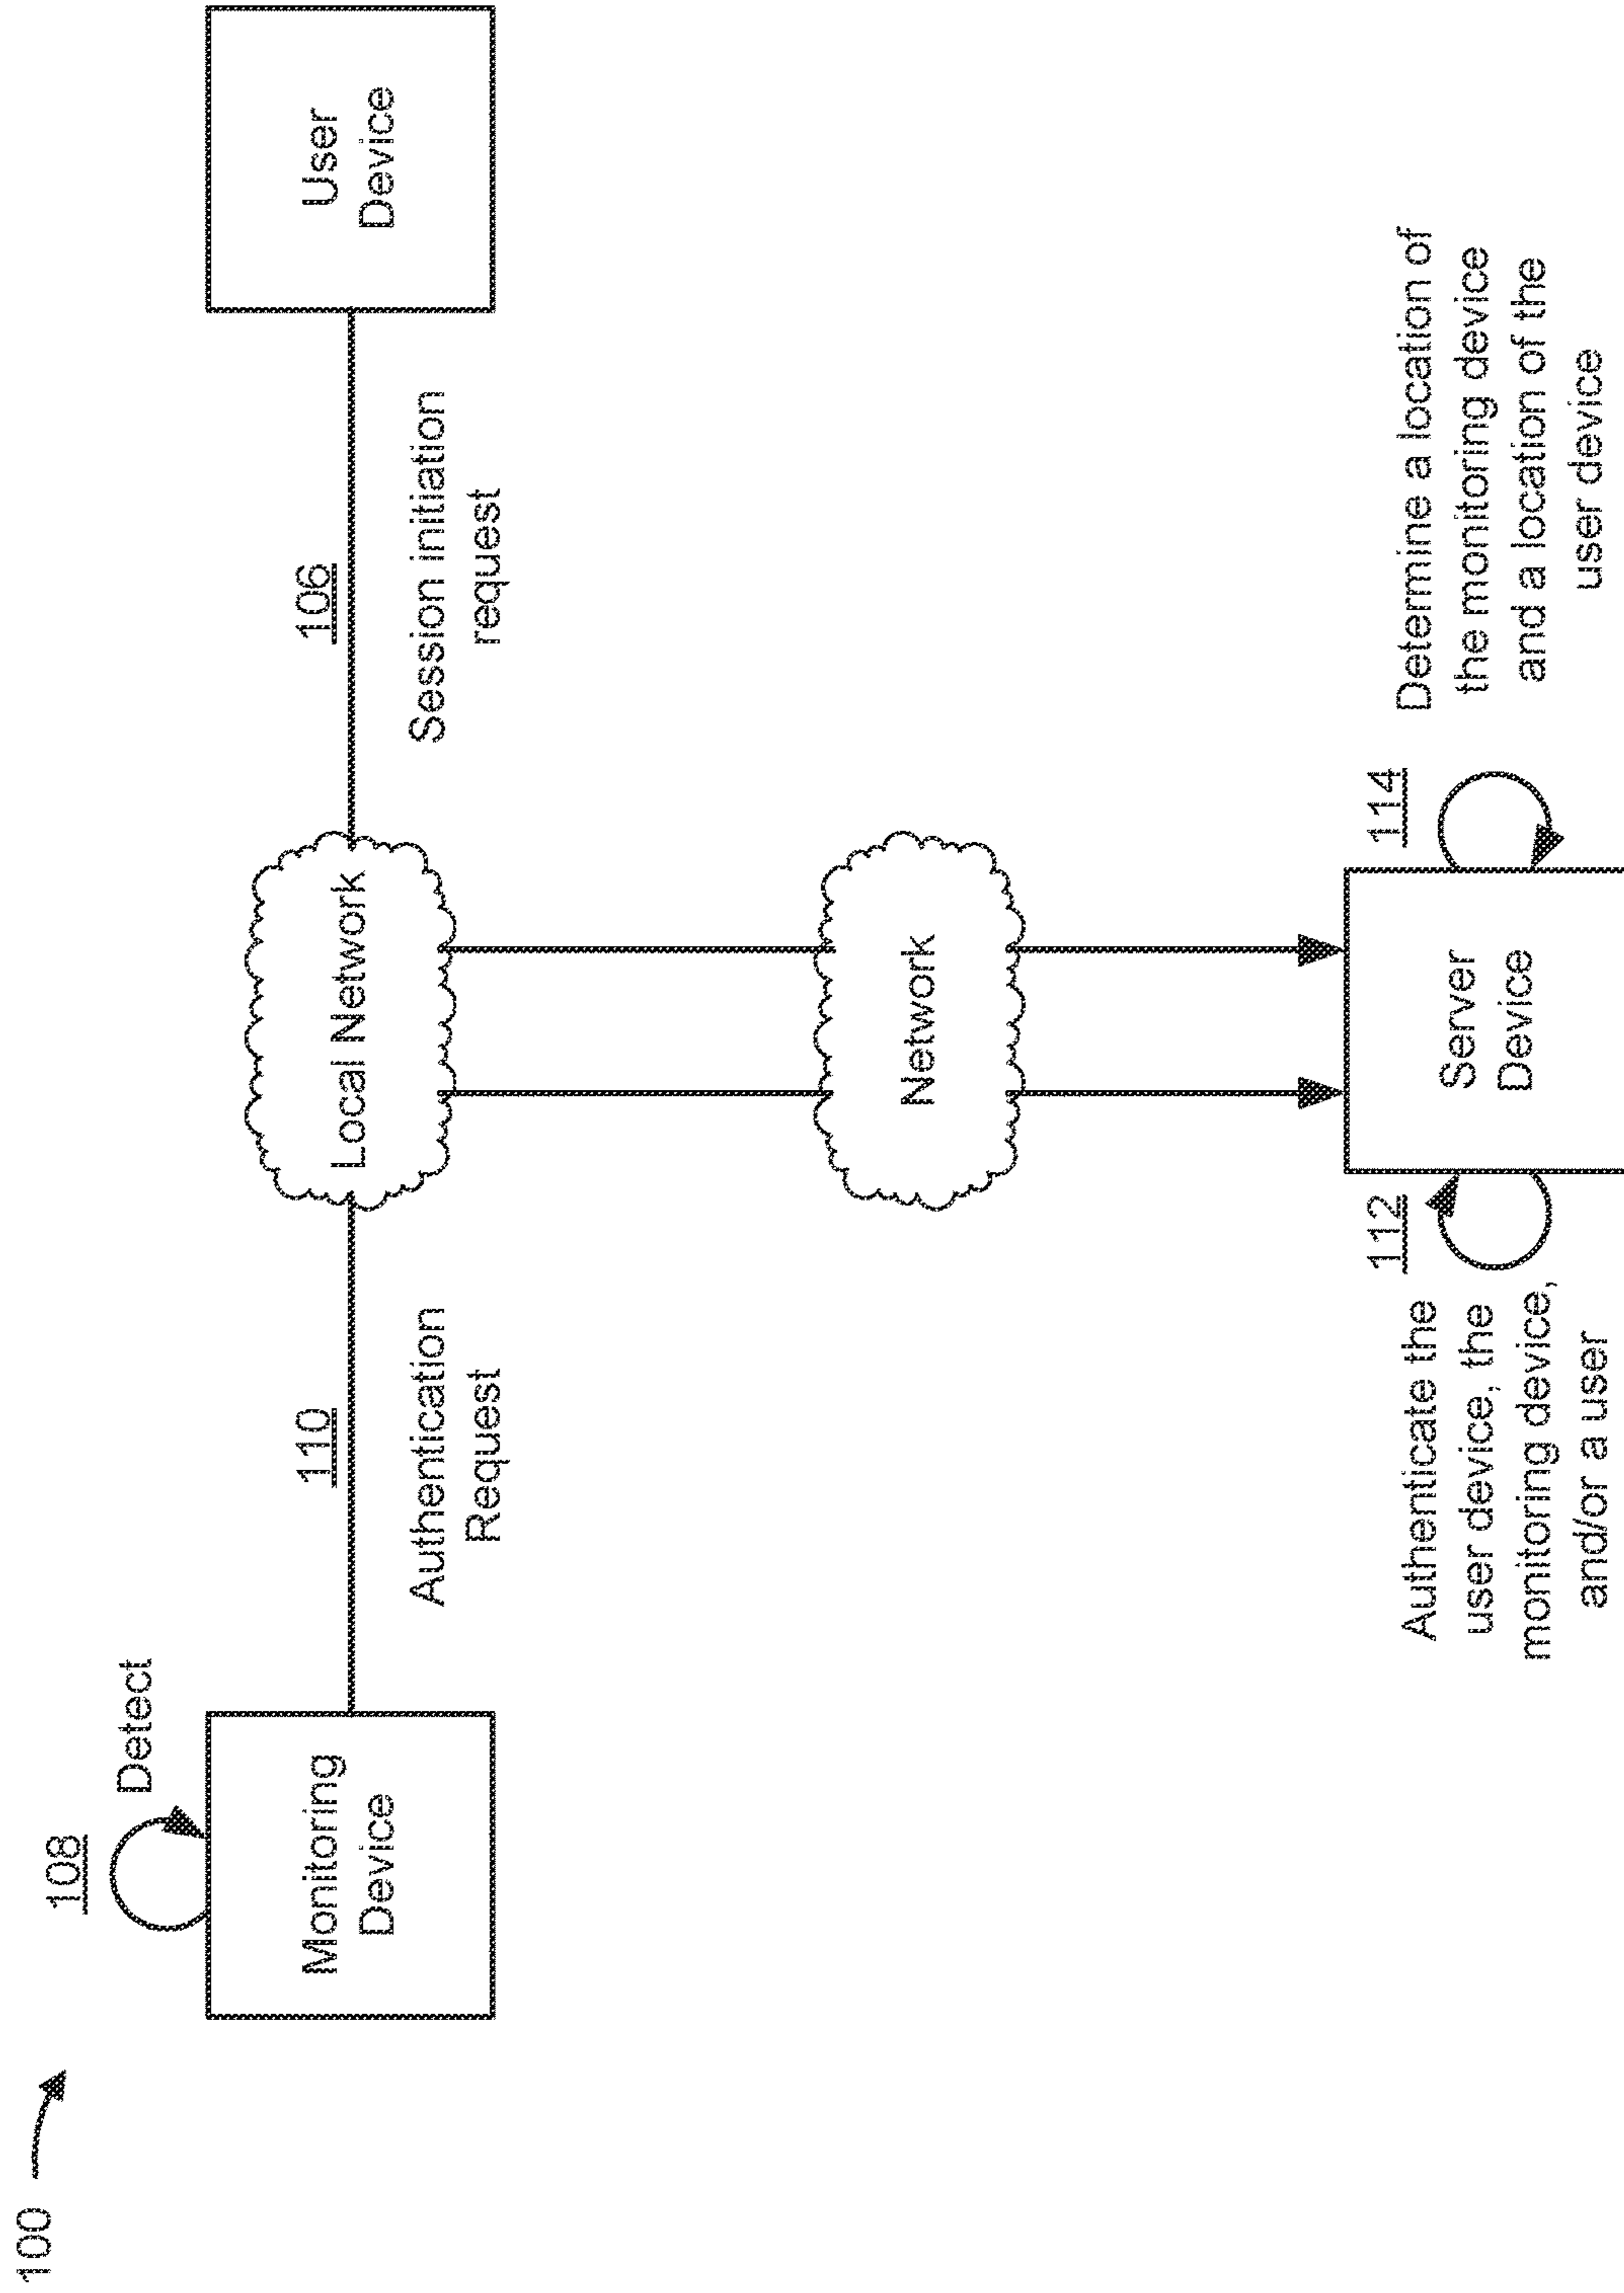 100
108
Detect
Monitoring
Device
110
Authentication
Request
Local Network
106
Session initiation
request
User
Device
Network
112
Authenticate the
user device, the
monitoring device,
and/or a user
Server
Device
114
Determine a location of
the monitoring device
and a location of the
user device